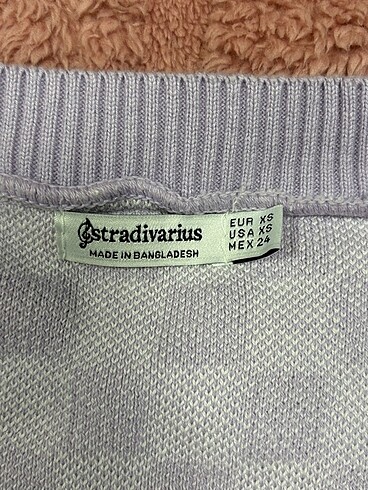 Stradivarius
MADE IN BANGLADESH
EUR XS
USA XS
MEX 24